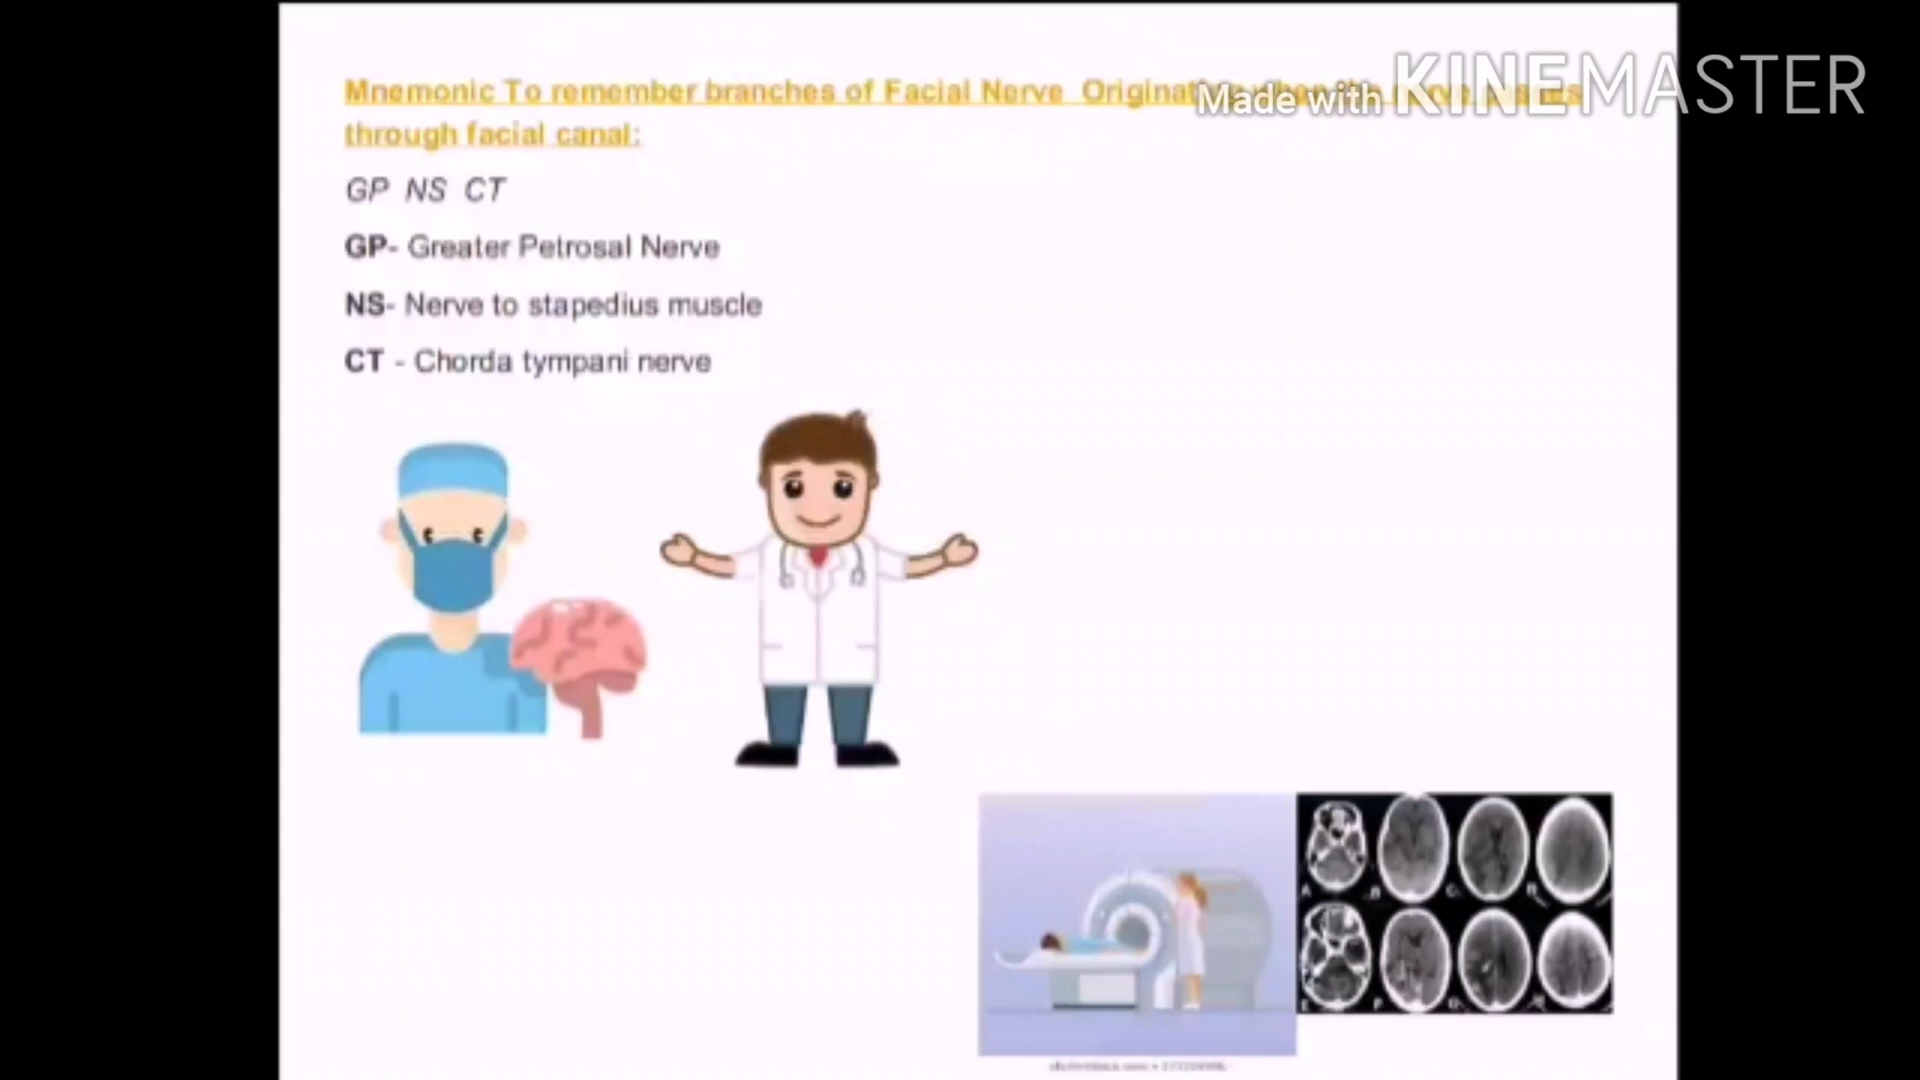 Mnemonic To remember branches of Facial Nerve Originat
Made with KINEMASTER
through facial canal:
GP NS CT
GP- Greater Petrosal Nerve
NS- Nerve to stapedius muscle
CT - Chorda tympani nerve